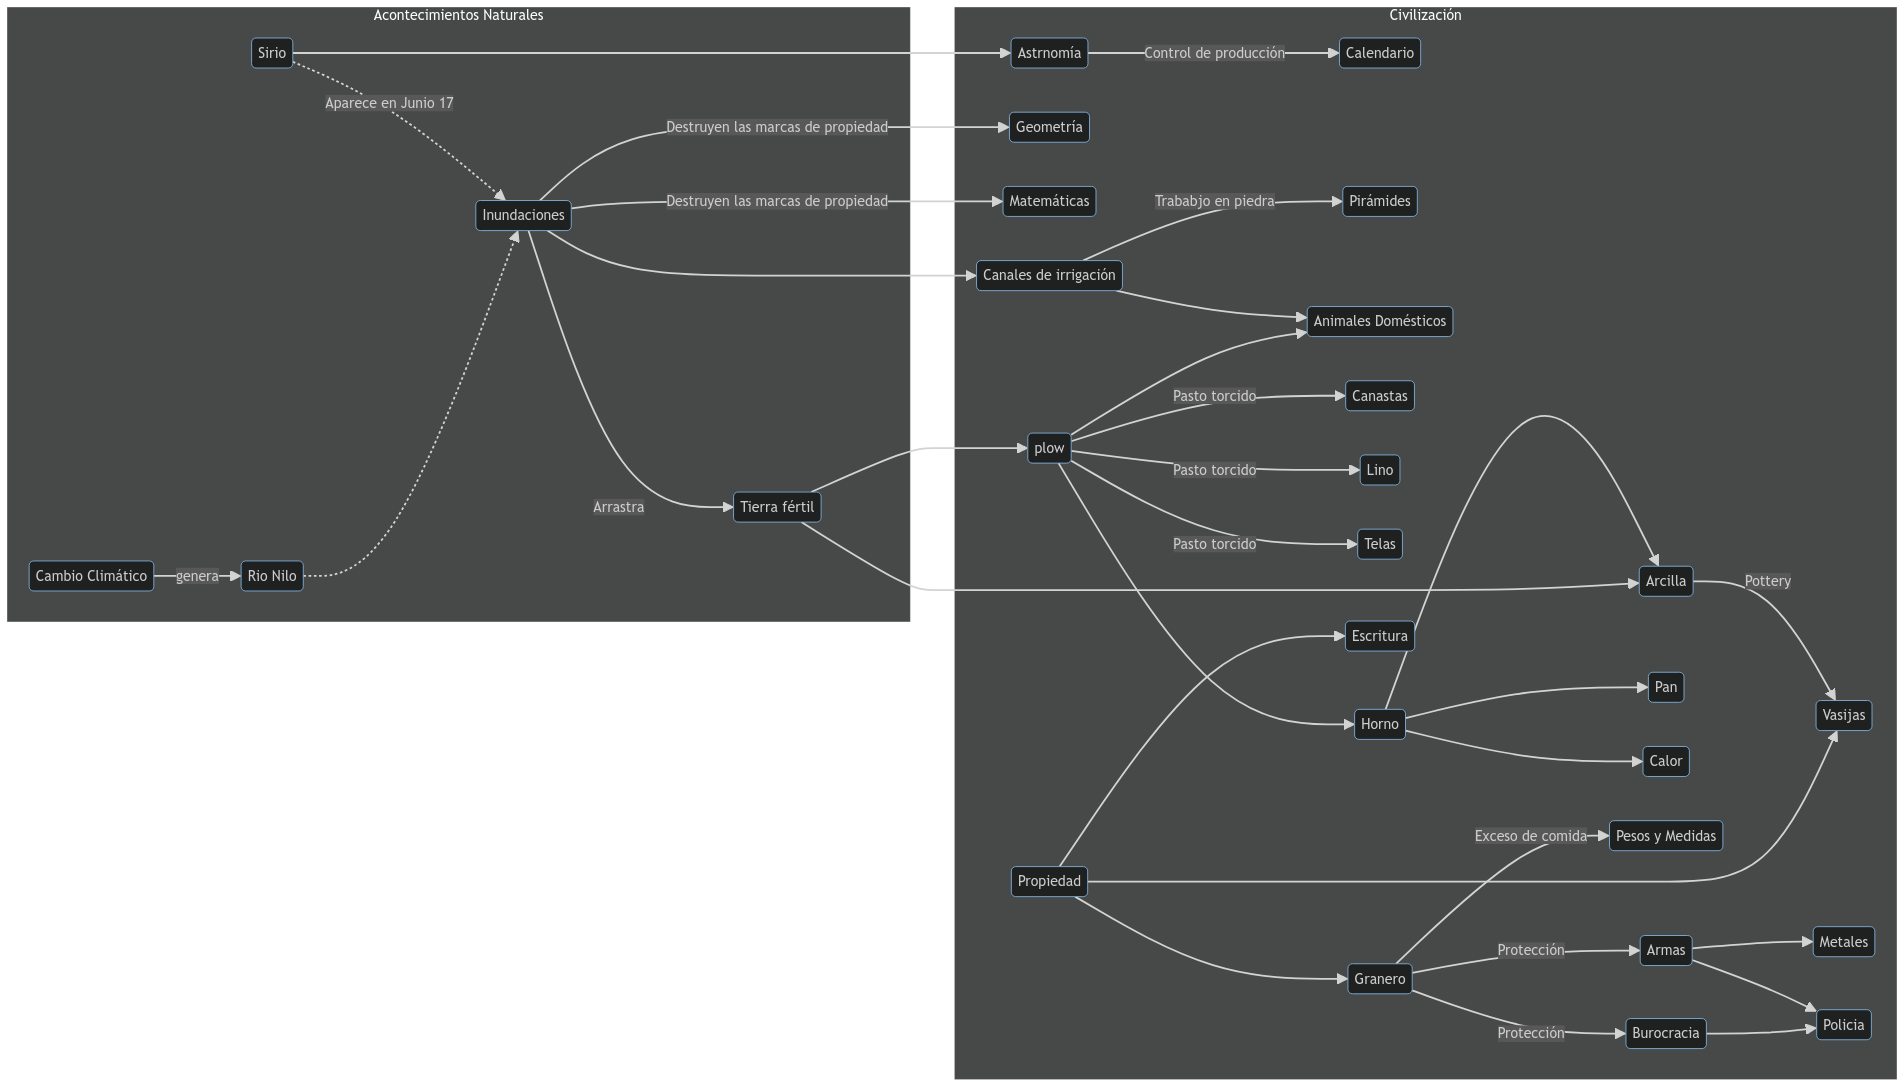 Acontecimientos Naturales
Sirio
Aparece en Junio 17
Destruyen las marcas de propiedad
Destruyen las marcas de propiedad
Inundaciones
Arrastra
Tierra fértil
Cambio Climático
genera
Rio Nilo
Civilización
Astrnomía
Control de producción
Calendario
Geometría
Matemáticas
Trababjo en piedra
Pirámides
Canales de irrigación
Animales Domésticos
Pasto torcido
Canastas
plow
Pasto torcido
Lino
Pasto torcido
Telas
Arcilla
Pottery
Escritura
Pan
Horno
Vasijas
Calor
Exceso de comida
Pesos y Medidas
Propiedad
Protección
Armas
Metales
Granero
Protección
Burocracia
Policia